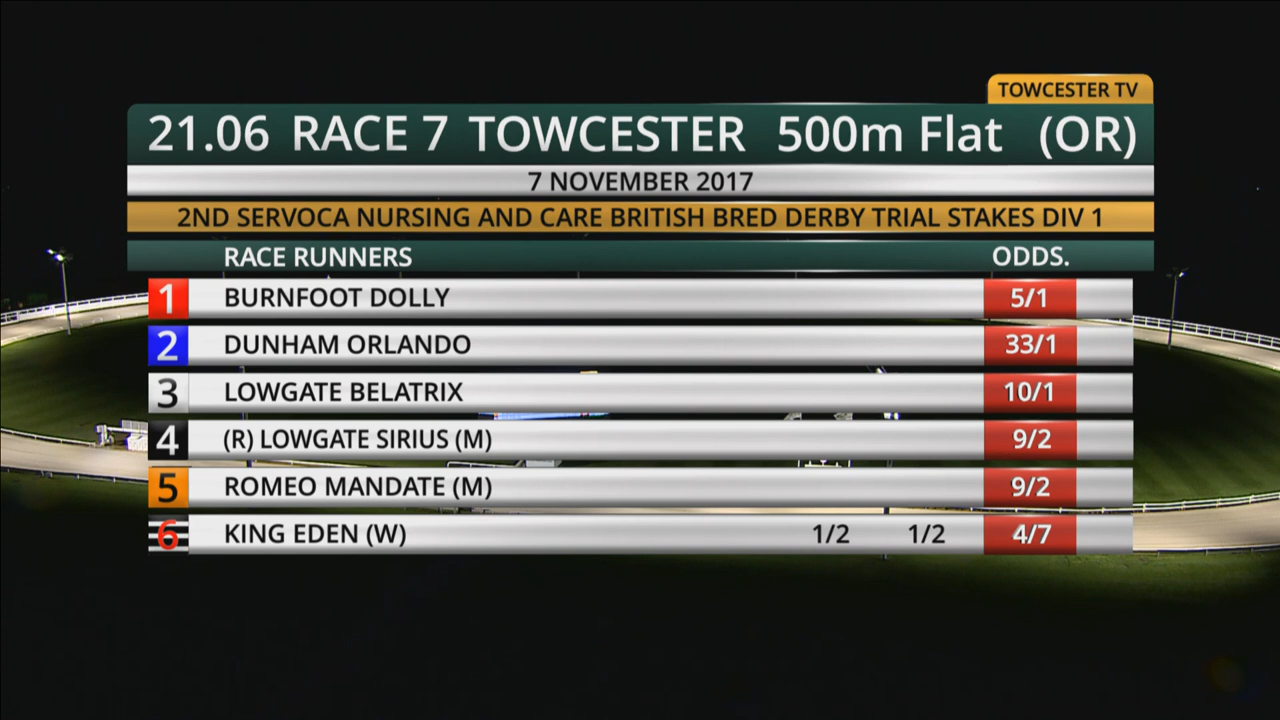 TOWCESTER TV
21.06 RACE 7 TOWCESTER 500m Flat (OR)
7 NOVEMBER 2017
2ND SERVOCA NURSING AND CARE BRITISH BRED DERBY TRIAL STAKES DIV 1
RACE RUNNERS ODDS.
1 BURNFOOT DOLLY 5/1
2 DUNHAM ORLANDO 33/1
3 LOWGATE BELATRIX 10/1
4 (R) LOWGATE SIRIUS (M) 9/2
5 ROMEO MANDATE (M) 9/2
6 KING EDEN (W) 1/2 1/2 4/7